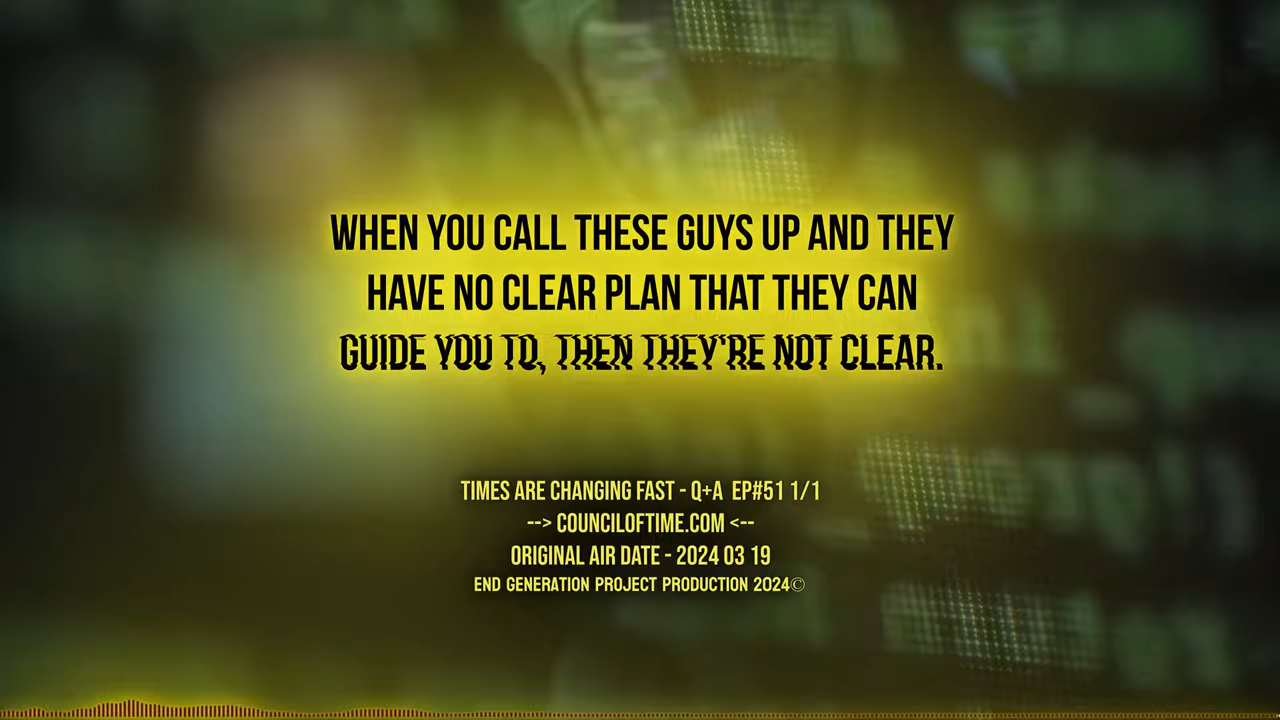 WHEN YOU CALL THESE GUYS UP AND THEY
HAVE NO CLEAR PLAN THAT THEY CAN
GUIDE YOU TO, THEN THEY'RE NOT CLEAR.
TIMES ARE CHANGING FAST - Q+A EP#51 1/1
--> COUNCILOFTIME.COM <--
ORIGINAL AIR DATE - 2024 03 19
END GENERATION PROJECT PRODUCTION 2024©